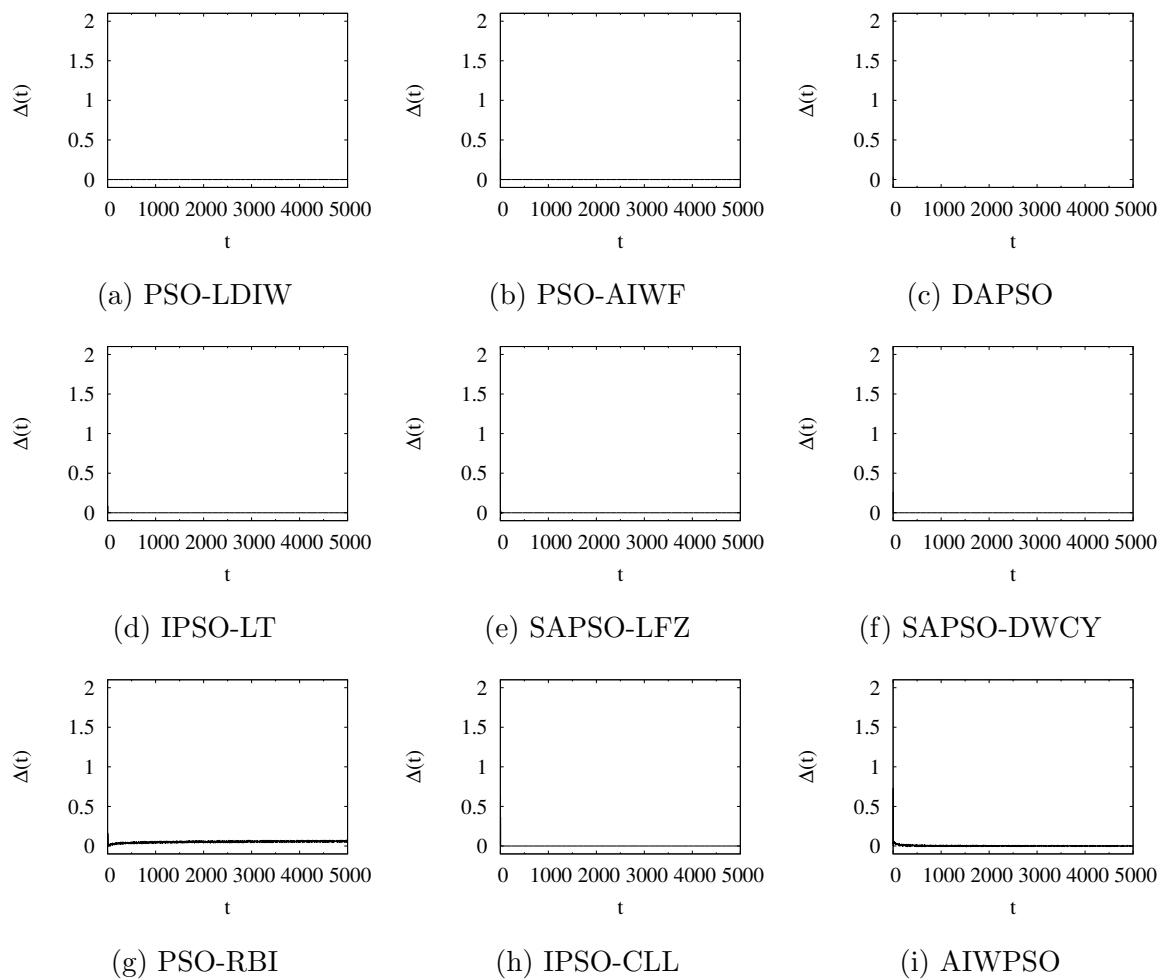 2
1.5
Δ(t)
1
0.5
0
0 1000 2000 3000 4000 5000
t
(a) PSO-LDIW
2
1.5
Δ(t)
1
0.5
0
0 1000 2000 3000 4000 5000
t
(b) PSO-AIWF
2
1.5
Δ(t)
1
0.5
0
0 1000 2000 3000 4000 5000
t
(c) DAPSO
2
1.5
Δ(t)
1
0.5
0
0 1000 2000 3000 4000 5000
t
(d) IPSO-LT
2
1.5
Δ(t)
1
0.5
0
0 1000 2000 3000 4000 5000
t
(e) SAPSO-LFZ
2
1.5
Δ(t)
1
0.5
0
0 1000 2000 3000 4000 5000
t
(f) SAPSO-DWCY
2
1.5
Δ(t)
1
0.5
0
0 1000 2000 3000 4000 5000
t
(g) PSO-RBI
2
1.5
Δ(t)
1
0.5
0
0 1000 2000 3000 4000 5000
t
(h) IPSO-CLL
2
1.5
Δ(t)
1
0.5
0
0 1000 2000 3000 4000 5000
t
(i) AIWPSO